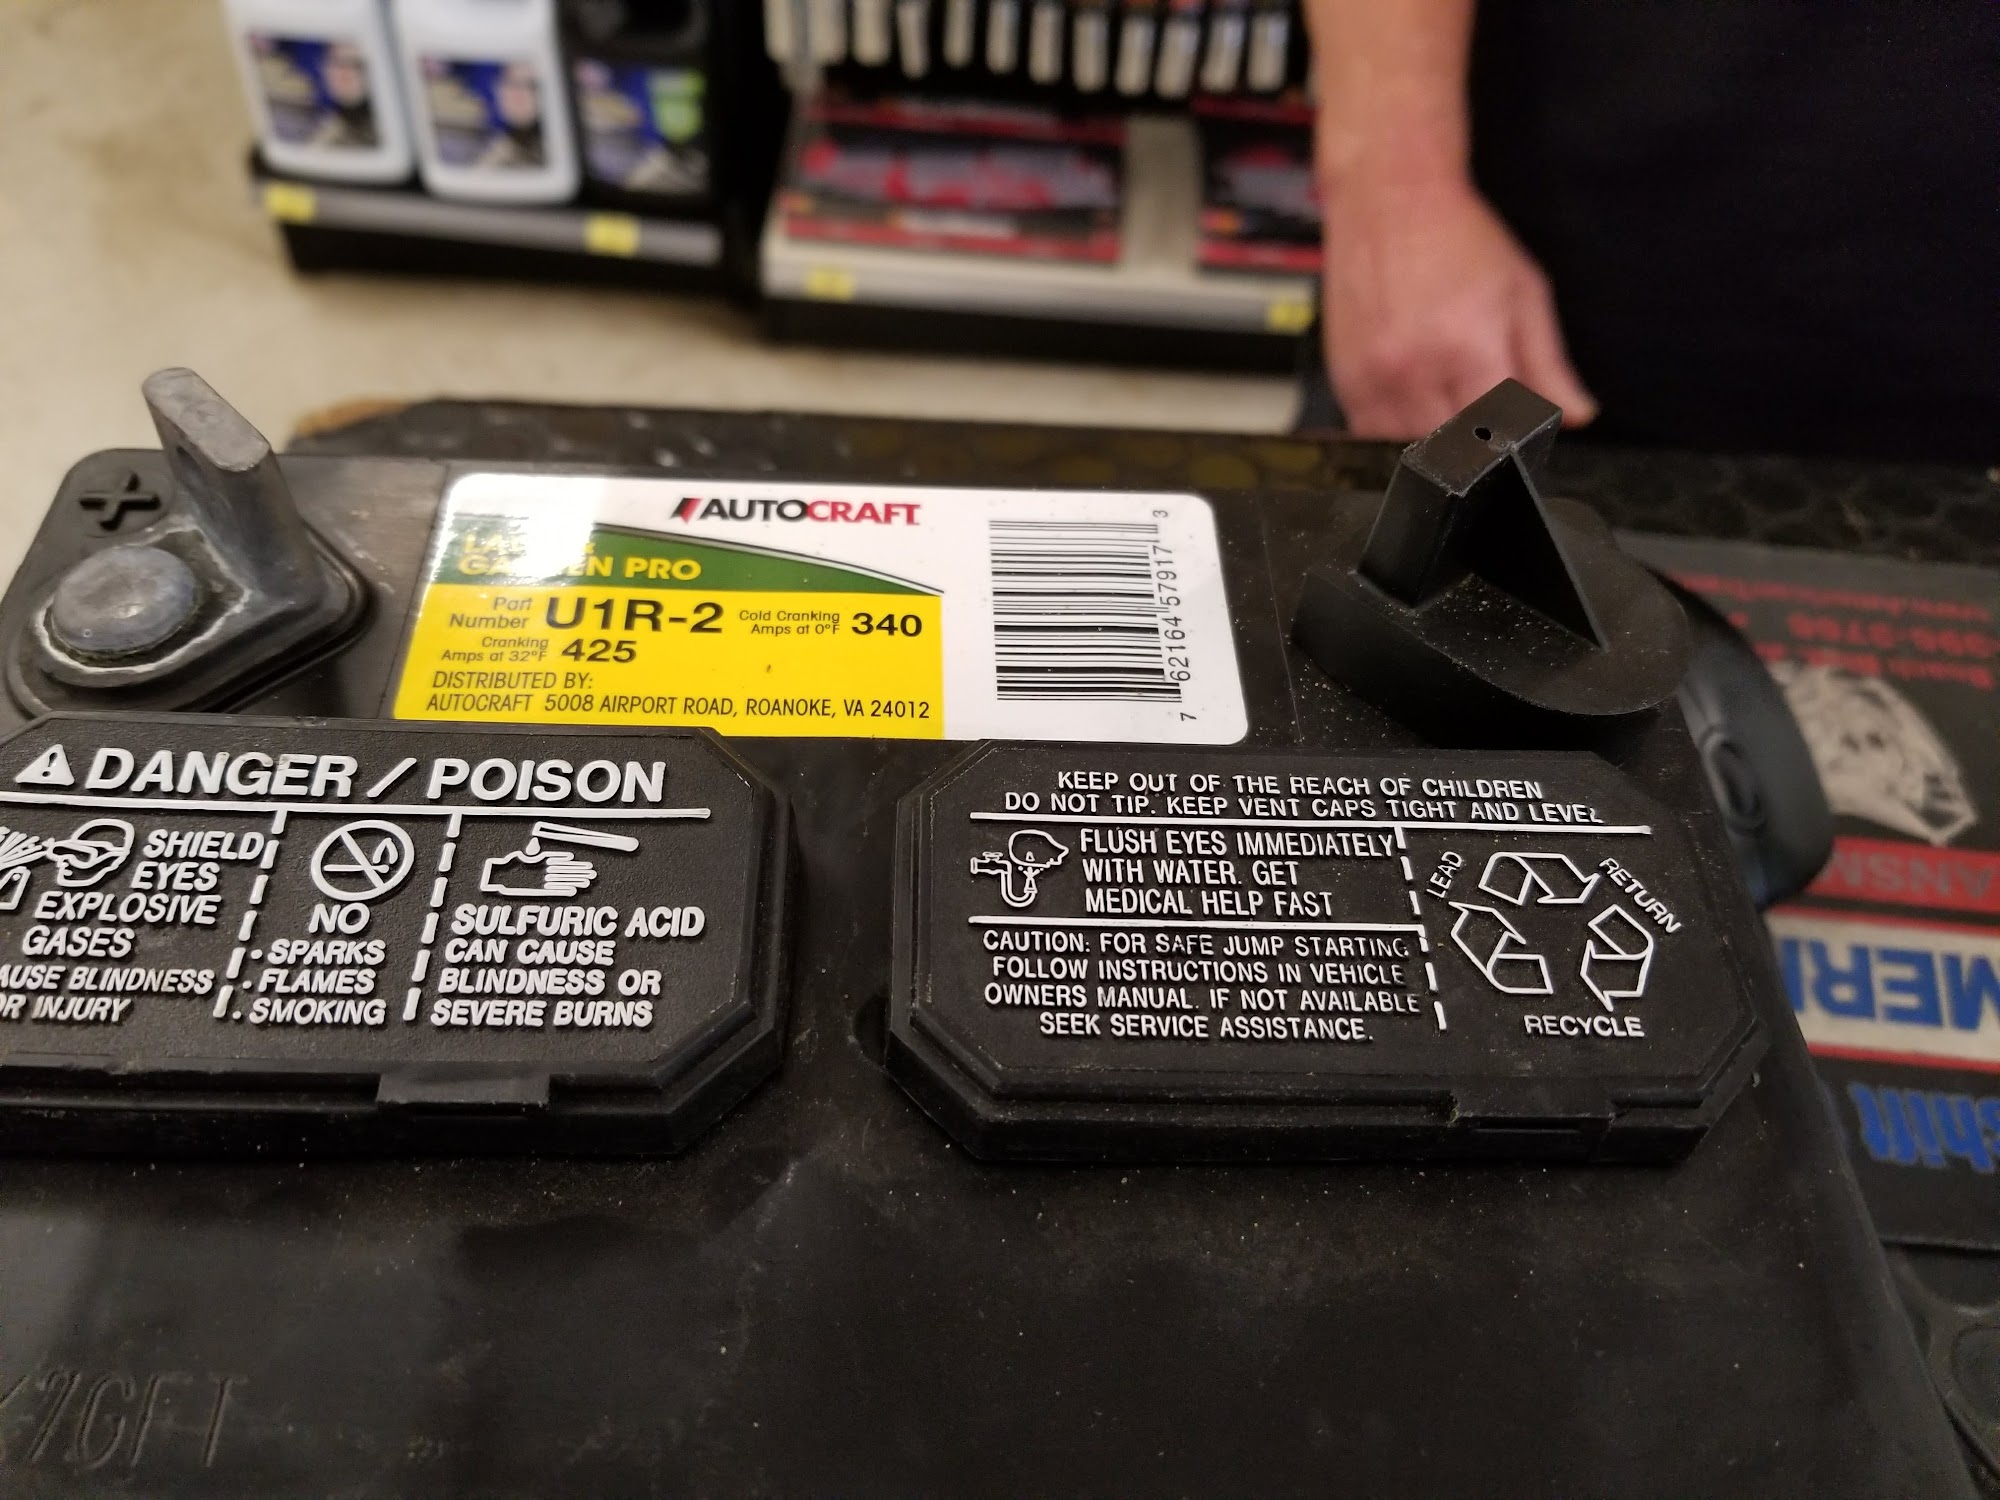 AUTOCRAFT
GARDEN PRO
Part Number U1R-2
Cold Cranking Amps at 0°F 340
Cranking Amps at 32°F 425
DISTRIBUTED BY:
AUTOCRAFT 5008 AIRPORT ROAD, ROANOKE, VA 24012
7 62164 57917 3
DANGER / POISON
SHIELD
EYES
EXPLOSIVE
GASES
BLINDNESS
INJURY
NO
• SPARKS
• FLAMES
• SMOKING
SULFURIC ACID
CAN CAUSE
BLINDNESS OR
SEVERE BURNS
KEEP OUT OF THE REACH OF CHILDREN
DO NOT TIP. KEEP VENT CAPS TIGHT AND LEVEL
FLUSH EYES IMMEDIATELY
WITH WATER. GET
MEDICAL HELP FAST
CAUTION: FOR SAFE JUMP STARTING
FOLLOW INSTRUCTIONS IN VEHICLE
OWNERS MANUAL. IF NOT AVAILABLE
SEEK SERVICE ASSISTANCE.
LEAD
RETURN
RECYCLE